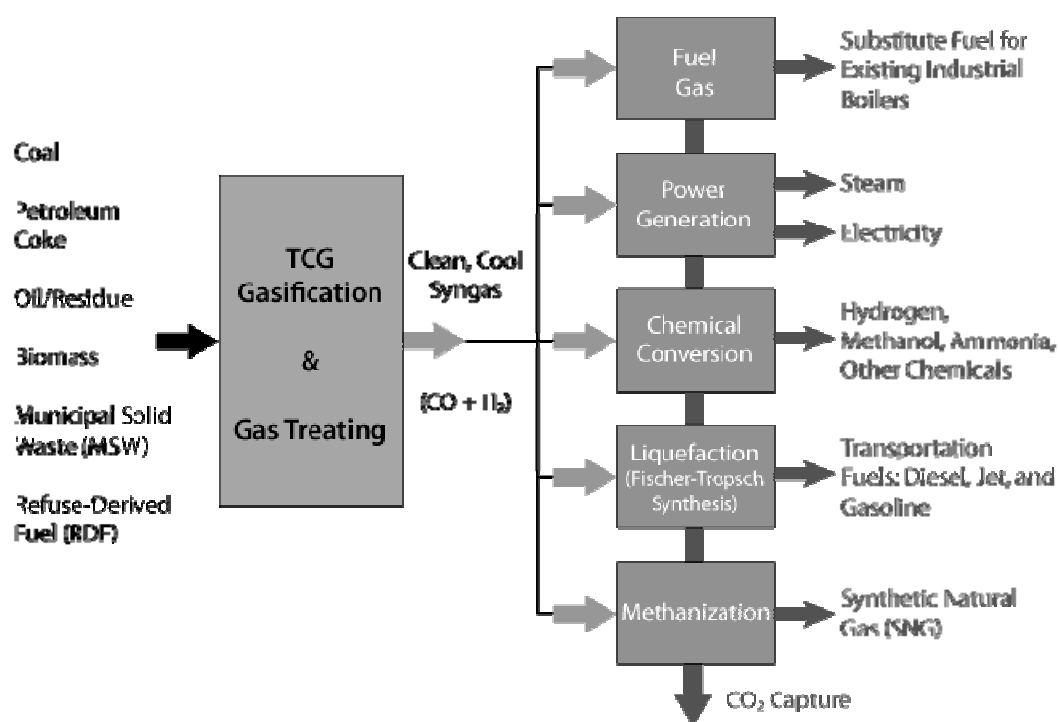 Coal
Petroleum
Coke
Oil/Residue
Biomass
Municipal Solid
Waste (MSW)
Refuse-Derived
Fuel (RDF)
TCG
Gasification
&
Gas Treating
Clean, Cool
Syngas
(CO + H₂)
Fuel
Gas
Substitute Fuel for
Existing Industrial
Boilers
Power
Generation
Steam
Electricity
Chemical
Conversion
Hydrogen,
Methanol, Ammonia,
Other Chemicals
Liquefaction
(Fischer-Tropsch
Synthesis)
Transportation
Fuels: Diesel, Jet, and
Gasoline
Methanization
Synthetic Natural
Gas (SNG)
CO₂ Capture